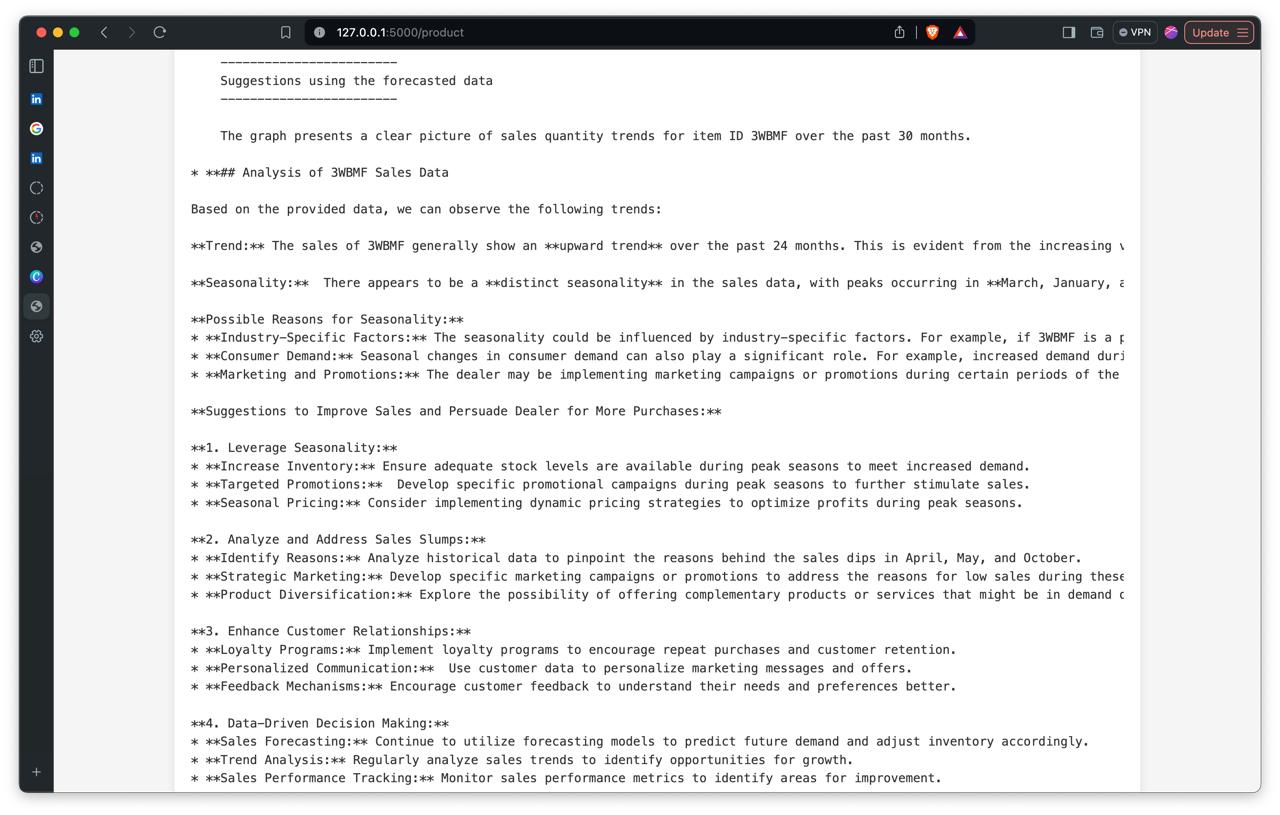 127.0.0.1:5000/product
VPN
Update
------------------------
Suggestions using the forecasted data
------------------------
The graph presents a clear picture of sales quantity trends for item ID 3WBMF over the past 30 months.
* **## Analysis of 3WBMF Sales Data
Based on the provided data, we can observe the following trends:
**Trend:** The sales of 3WBMF generally show an **upward trend** over the past 24 months. This is evident from the increasing
**Seasonality:**  There appears to be a **distinct seasonality** in the sales data, with peaks occurring in **March, January,
**Possible Reasons for Seasonality:**
* **Industry-Specific Factors:** The seasonality could be influenced by industry-specific factors. For example, if 3WBMF is a
* **Consumer Demand:** Seasonal changes in consumer demand can also play a significant role. For example, increased demand
* **Marketing and Promotions:** The dealer may be implementing marketing campaigns or promotions during certain periods of the
**Suggestions to Improve Sales and Persuade Dealer for More Purchases:**
**1. Leverage Seasonality:**
* **Increase Inventory:** Ensure adequate stock levels are available during peak seasons to meet increased demand.
* **Targeted Promotions:**  Develop specific promotional campaigns during peak seasons to further stimulate sales.
* **Seasonal Pricing:** Consider implementing dynamic pricing strategies to optimize profits during peak seasons.
**2. Analyze and Address Sales Slumps:**
* **Identify Reasons:** Analyze historical data to pinpoint the reasons behind the sales dips in April, May, and October.
* **Strategic Marketing:** Develop specific marketing campaigns or promotions to address the reasons for low sales during these
* **Product Diversification:** Explore the possibility of offering complementary products or services that might be in demand
**3. Enhance Customer Relationships:**
* **Loyalty Programs:** Implement loyalty programs to encourage repeat purchases and customer retention.
* **Personalized Communication:**  Use customer data to personalize marketing messages and offers.
* **Feedback Mechanisms:** Encourage customer feedback to understand their needs and preferences better.
**4. Data-Driven Decision Making:**
* **Sales Forecasting:** Continue to utilize forecasting models to predict future demand and adjust inventory accordingly.
* **Trend Analysis:** Regularly analyze sales trends to identify opportunities for growth.
* **Sales Performance Tracking:** Monitor sales performance metrics to identify areas for improvement.